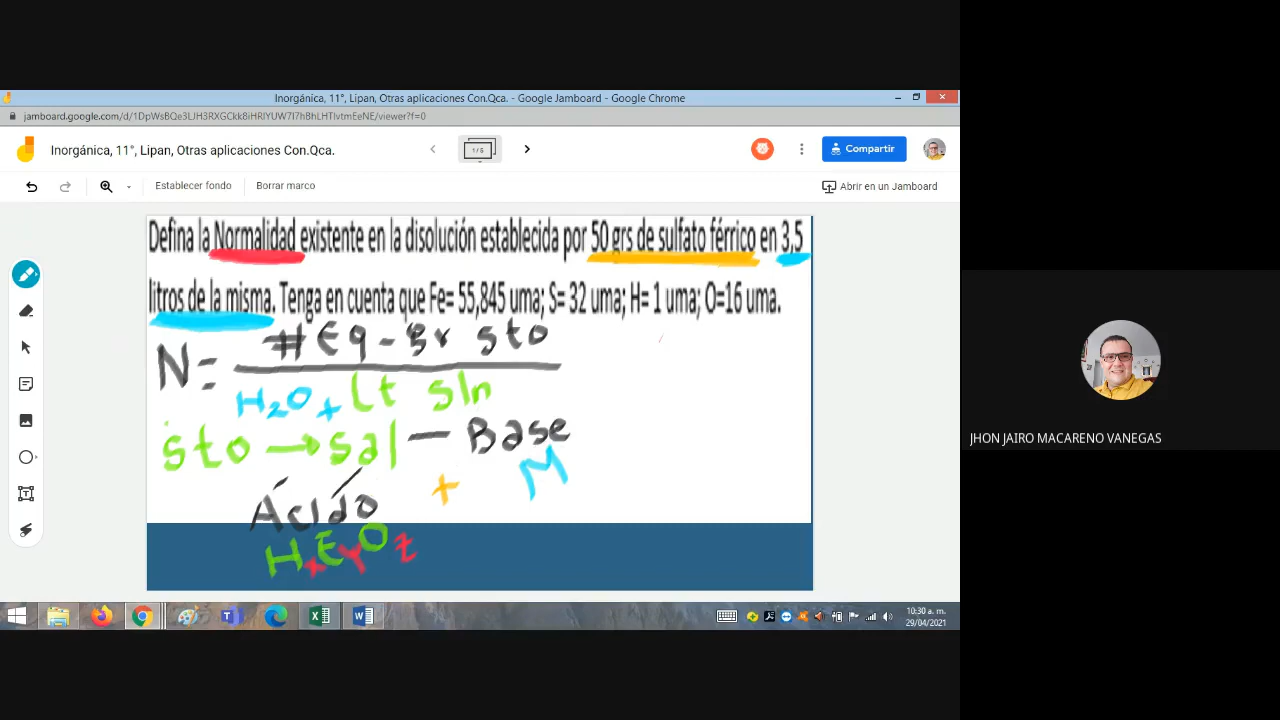 Inorgánica, 11°, Lipan, Otras aplicaciones Con.Qca. - Google Jamboard - Google Chrome
Inorgánica, 11°, Lipan, Otras aplicaciones Con.Qca.
1 / 5
Compartir
Establecer fondo
Borrar marco
Abrir en un Jamboard
Defina la Normalidad existente en la disolución establecida por 50 grs de sulfato férrico en 3,5
litros de la misma. Tenga en cuenta que Fe= 55,845 uma; S= 32 uma; H= 1 uma; O=16 uma.
N= #Eq-gr sto
H2O + Lt sln
sto → sal — Base
Ácido + M
HxEyOz
JHON JAIRO MACARENO VANEGAS
10:30 a. m.
29/04/2021